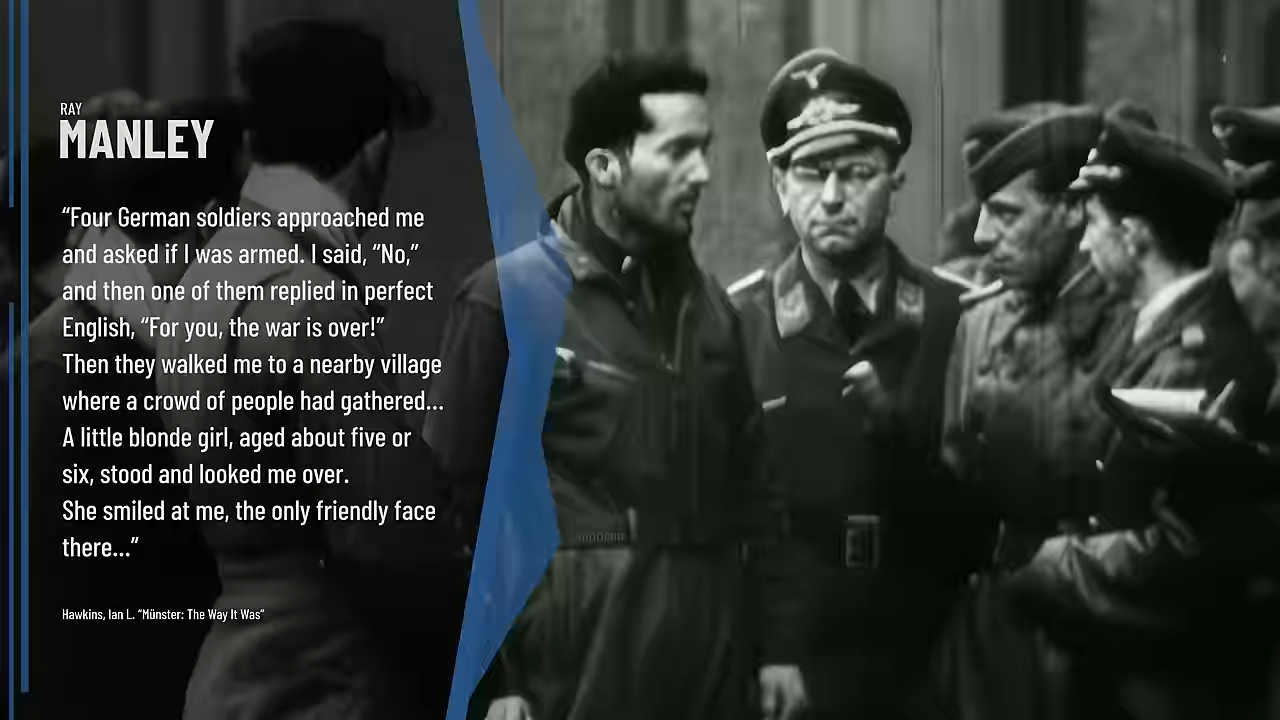 RAY
MANLEY
“Four German soldiers approached me
and asked if I was armed. I said, “No,”
and then one of them replied in perfect
English, “For you, the war is over!”
Then they walked me to a nearby village
where a crowd of people had gathered...
A little blonde girl, aged about five or
six, stood and looked me over.
She smiled at me, the only friendly face
there...”
Hawkins, Ian L. “Münster: The Way It Was“